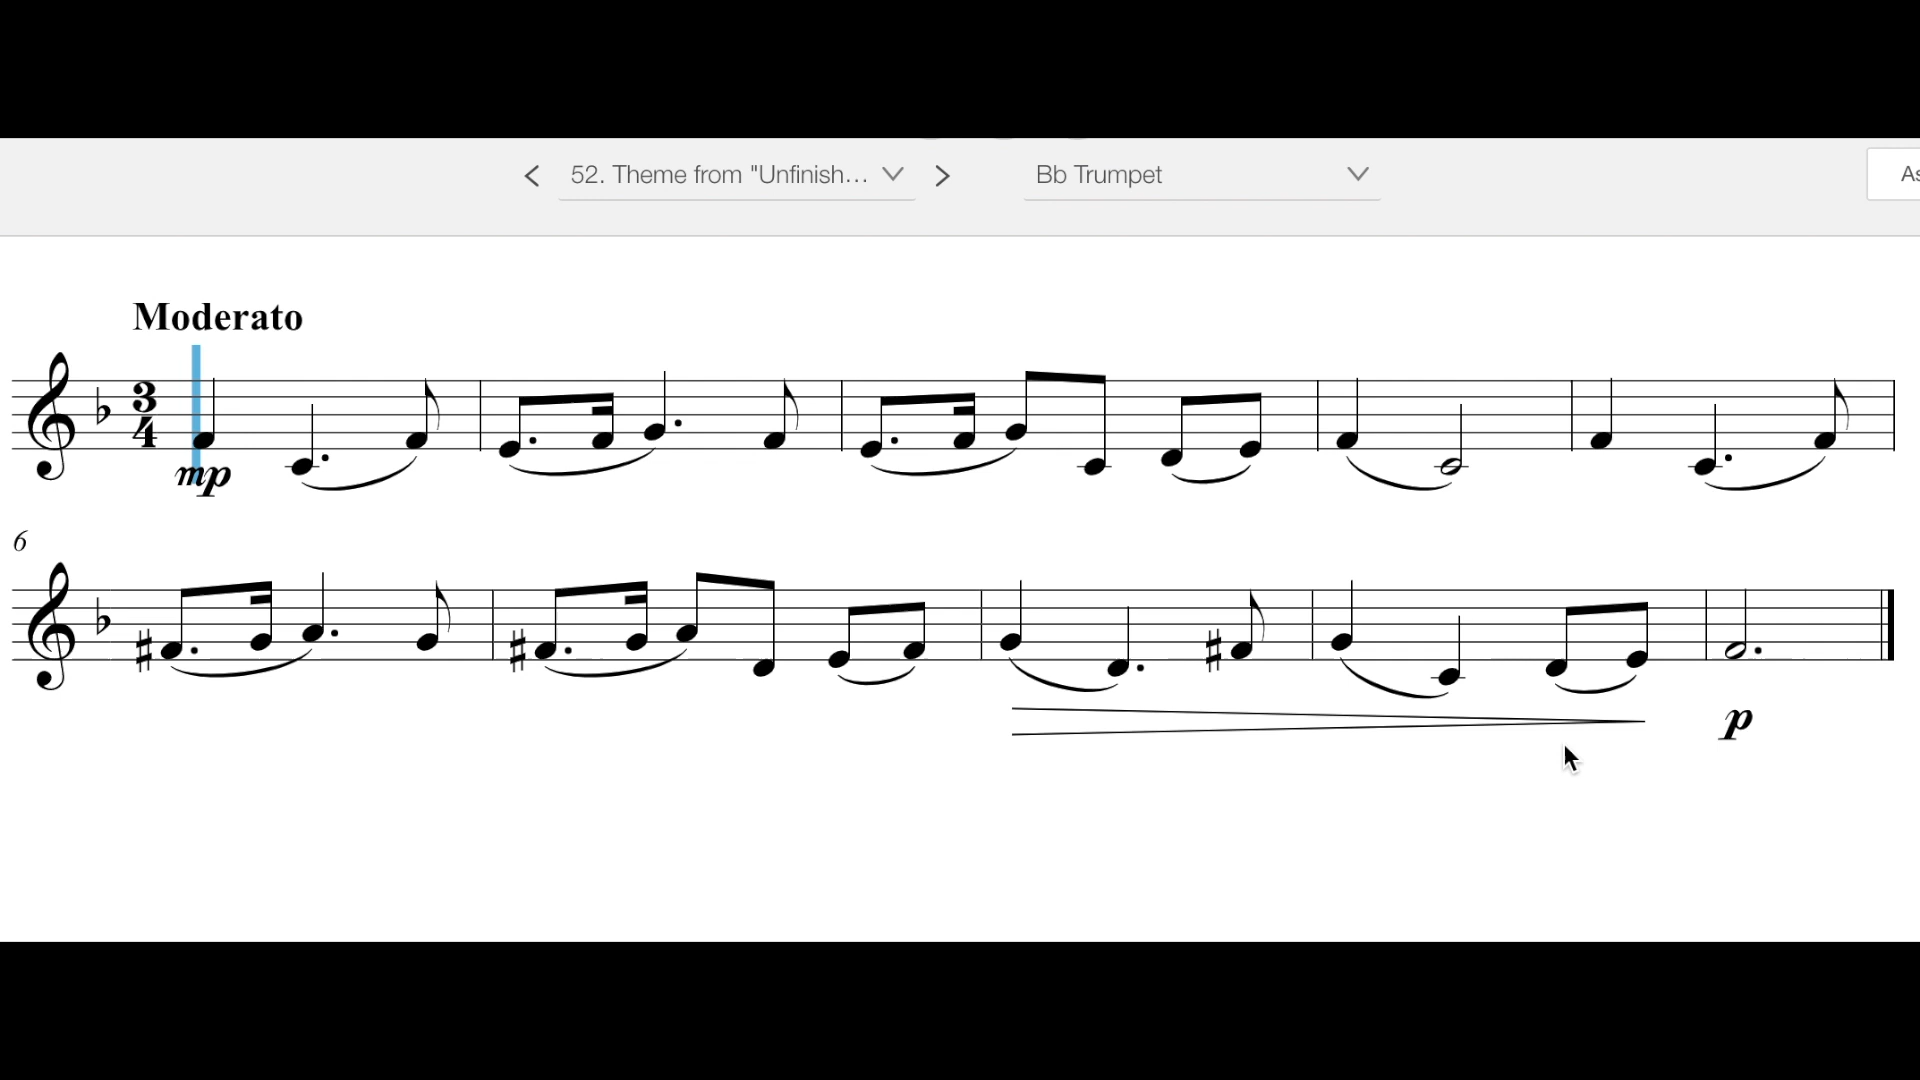 52. Theme from "Unfinish... Bb Trumpet As
Moderato
3
4
mp
6
p